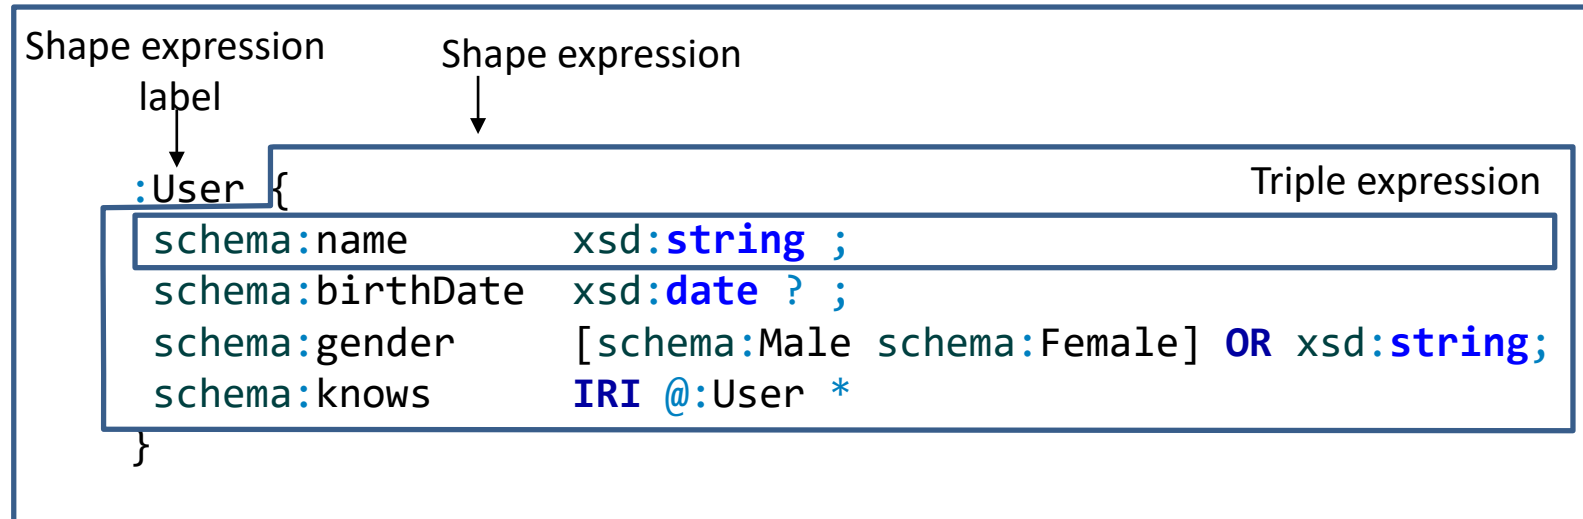 Shape expression
label
Shape expression
:User {
Triple expression
schema:name xsd:string ;
schema:birthDate xsd:date ? ;
schema:gender [schema:Male schema:Female] OR xsd:string;
schema:knows IRI @:User *
}